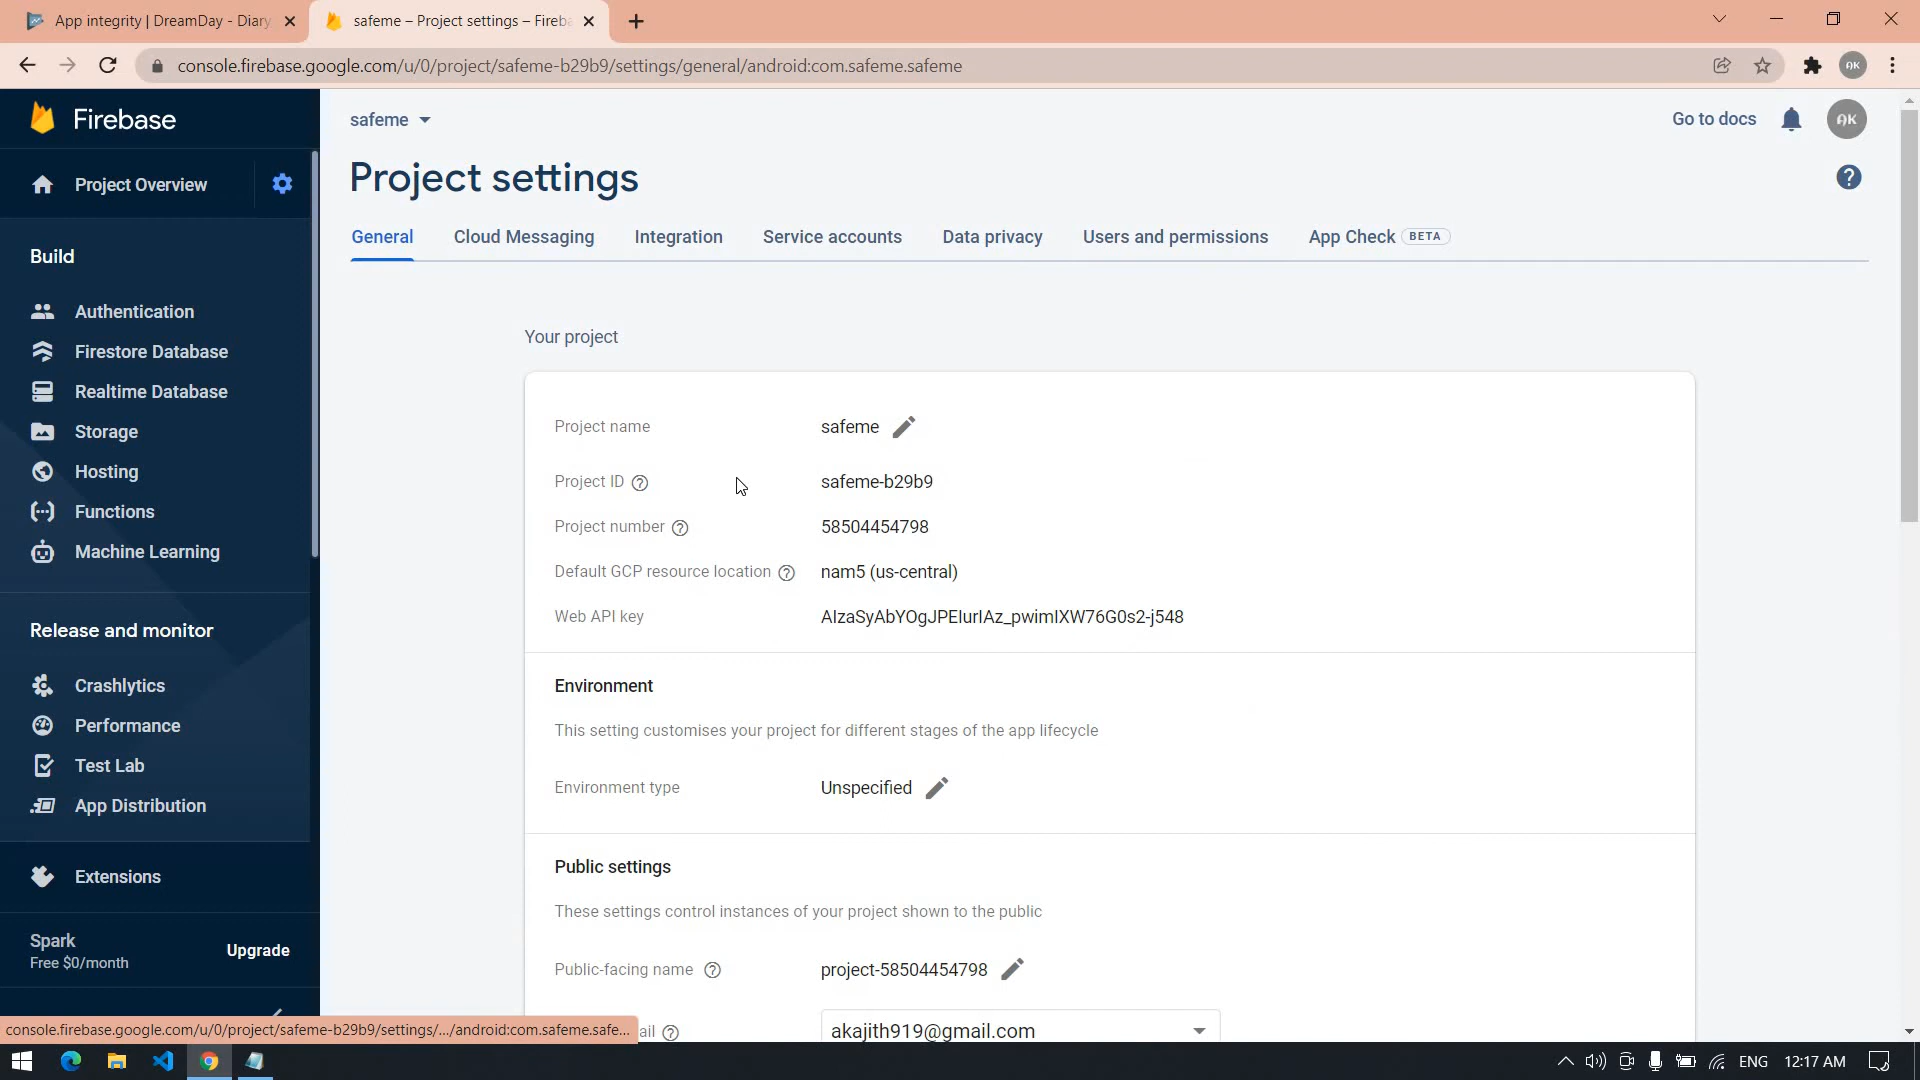 App integrity | DreamDay - Diary
safeme – Project settings – Fireba
console.firebase.google.com/u/0/project/safeme-b29b9/settings/general/android:com.safeme.safeme
AK
Firebase
safeme
Go to docs
AK
Project Overview
Project settings
General
Cloud Messaging
Integration
Service accounts
Data privacy
Users and permissions
App Check BETA
Build
Authentication
Firestore Database
Realtime Database
Storage
Hosting
Functions
Machine Learning
Release and monitor
Crashlytics
Performance
Test Lab
App Distribution
Extensions
Spark
Free $0/month
Upgrade
Your project
Project name
safeme
Project ID
safeme-b29b9
Project number
58504454798
Default GCP resource location
nam5 (us-central)
Web API key
AIzaSyAbYOgJPEIurIAz_pwimIXW76G0s2-j548
Environment
This setting customises your project for different stages of the app lifecycle
Environment type
Unspecified
Public settings
These settings control instances of your project shown to the public
Public-facing name
project-58504454798
ail
akajith919@gmail.com
console.firebase.google.com/u/0/project/safeme-b29b9/settings/.../android:com.safeme.safe...
ENG
12:17 AM